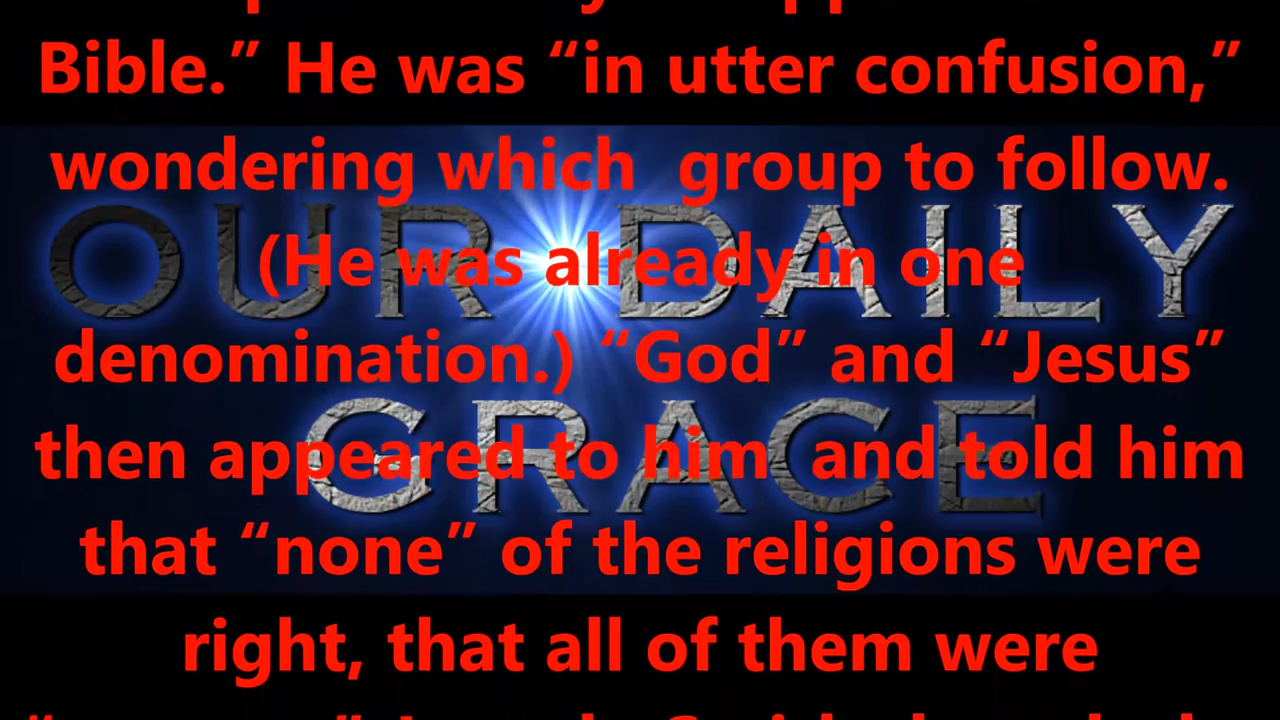 Bible.” He was “in utter confusion,”
wondering which  group to follow.
(He was already in one
denomination.) “God” and “Jesus”
then appeared to him  and told him
that “none” of the religions were
right, that all of them were
OUR DAILY
GRACE